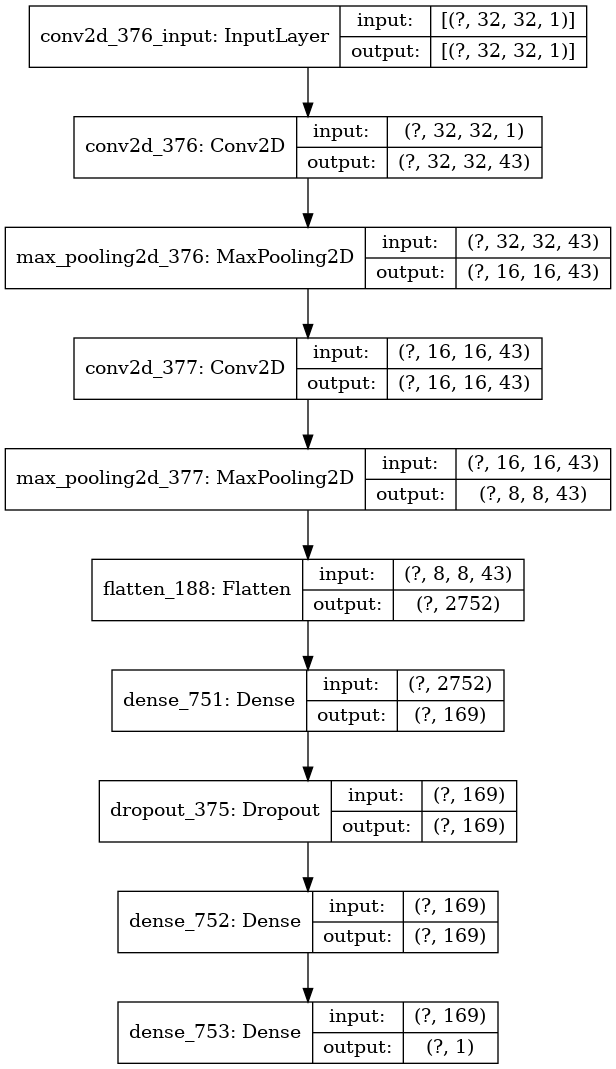 conv2d_376_input: InputLayer
input: [(?, 32, 32, 1)]
output: [(?, 32, 32, 1)]
conv2d_376: Conv2D
input: (?, 32, 32, 1)
output: (?, 32, 32, 43)
max_pooling2d_376: MaxPooling2D
input: (?, 32, 32, 43)
output: (?, 16, 16, 43)
conv2d_377: Conv2D
input: (?, 16, 16, 43)
output: (?, 16, 16, 43)
max_pooling2d_377: MaxPooling2D
input: (?, 16, 16, 43)
output: (?, 8, 8, 43)
flatten_188: Flatten
input: (?, 8, 8, 43)
output: (?, 2752)
dense_751: Dense
input: (?, 2752)
output: (?, 169)
dropout_375: Dropout
input: (?, 169)
output: (?, 169)
dense_752: Dense
input: (?, 169)
output: (?, 169)
dense_753: Dense
input: (?, 169)
output: (?, 1)